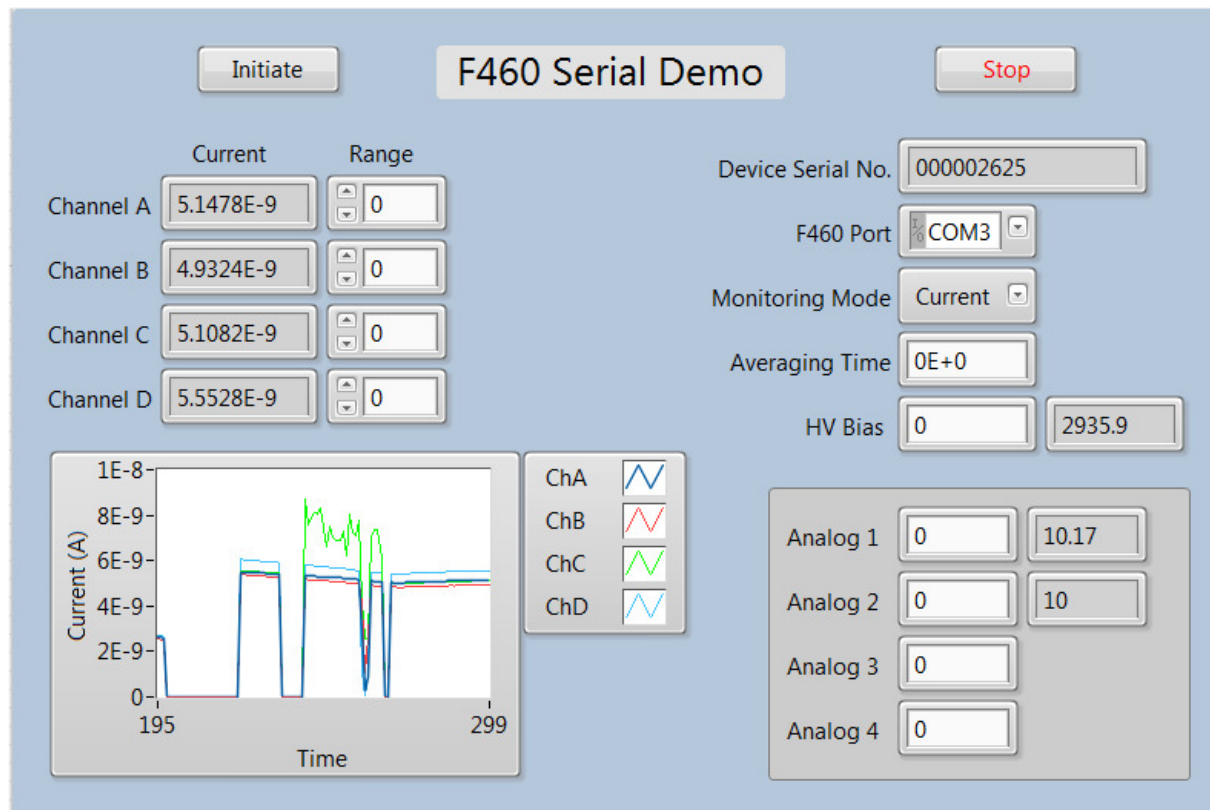 Initiate
F460 Serial Demo
Stop
Current Range
Channel A 5.1478E-9 0
Channel B 4.9324E-9 0
Channel C 5.1082E-9 0
Channel D 5.5528E-9 0
Device Serial No. 000002625
F460 Port I/O COM3
Monitoring Mode Current
Averaging Time 0E+0
HV Bias 0 2935.9
1E-8
8E-9
6E-9
4E-9
2E-9
0
Current (A)
195 299
Time
ChA
ChB
ChC
ChD
Analog 1 0 10.17
Analog 2 0 10
Analog 3 0
Analog 4 0